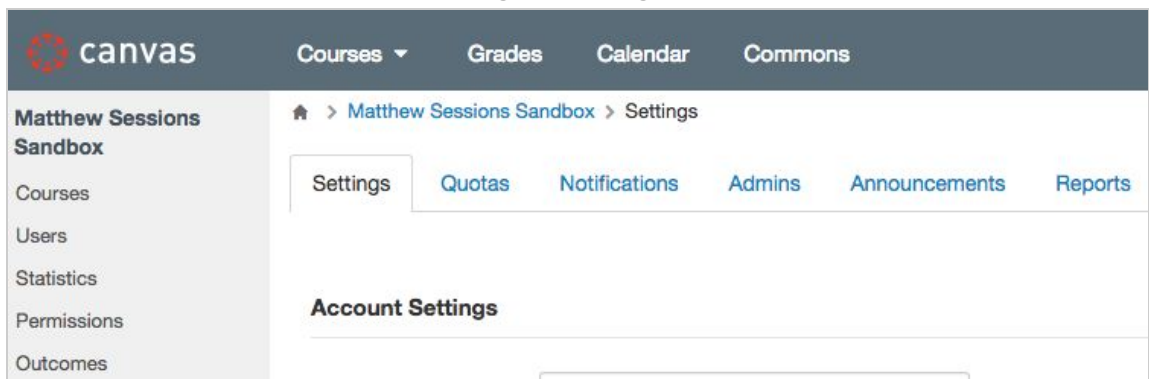 canvas Courses Grades Calendar Commons
Matthew Sessions
Sandbox
Courses
Users
Statistics
Permissions
Outcomes
> Matthew Sessions Sandbox > Settings
Settings Quotas Notifications Admins Announcements Reports
Account Settings